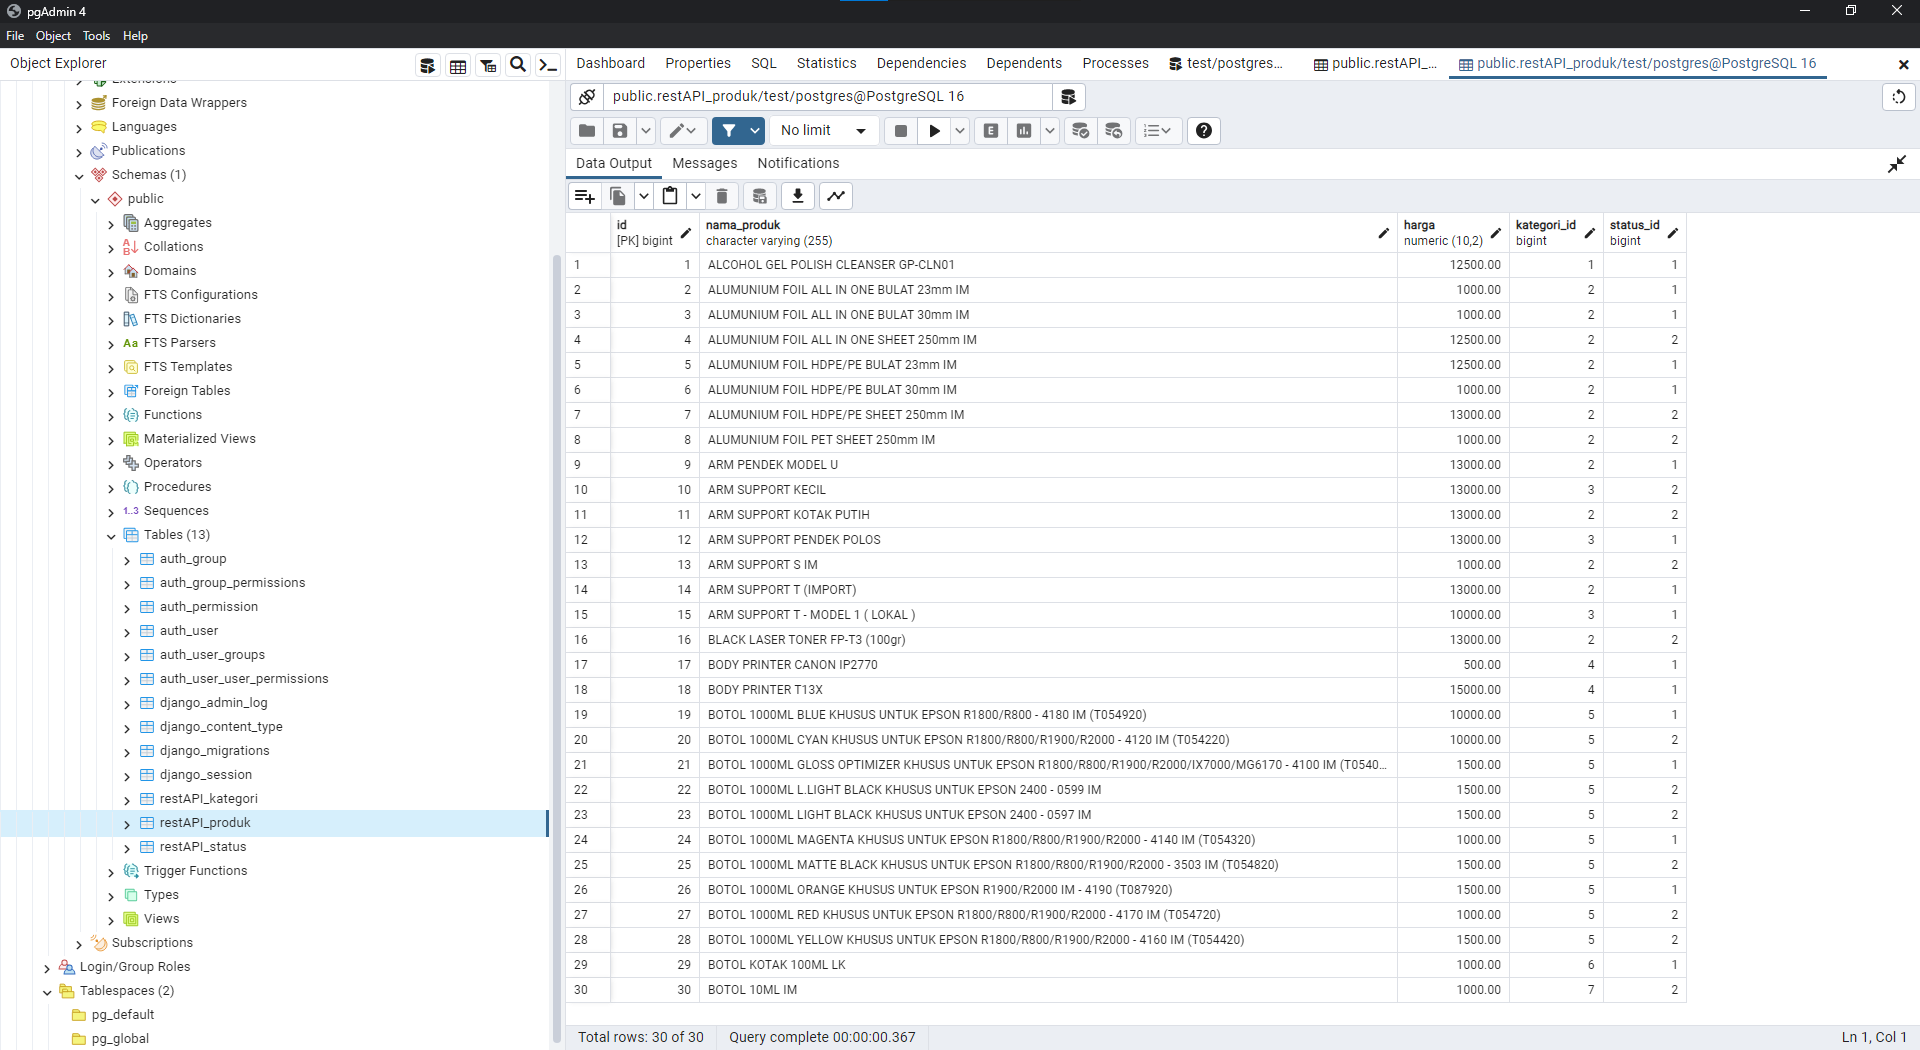 pgAdmin 4
File Object Tools Help
Object Explorer
Dashboard Properties SQL Statistics Dependencies Dependents Processes test/postgres... public.restAPI_... public.restAPI_produk/test/postgres@PostgreSQL 16
Extensions
Foreign Data Wrappers
Languages
Publications
Schemas (1)
public
Aggregates
Collations
Domains
FTS Configurations
FTS Dictionaries
Aa FTS Parsers
FTS Templates
Foreign Tables
Functions
Materialized Views
Operators
Procedures
1..3 Sequences
Tables (13)
auth_group
auth_group_permissions
auth_permission
auth_user
auth_user_groups
auth_user_user_permissions
django_admin_log
django_content_type
django_migrations
django_session
restAPI_kategori
restAPI_produk
restAPI_status
Trigger Functions
Types
Views
Subscriptions
Login/Group Roles
Tablespaces (2)
pg_default
pg_global
public.restAPI_produk/test/postgres@PostgreSQL 16
No limit
E
Data Output Messages Notifications
id nama_produk harga kategori_id status_id
[PK] bigint character varying (255) numeric (10,2) bigint bigint
1 1 ALCOHOL GEL POLISH CLEANSER GP-CLN01 12500.00 1 1
2 2 ALUMUNIUM FOIL ALL IN ONE BULAT 23mm IM 1000.00 2 1
3 3 ALUMUNIUM FOIL ALL IN ONE BULAT 30mm IM 1000.00 2 1
4 4 ALUMUNIUM FOIL ALL IN ONE SHEET 250mm IM 12500.00 2 2
5 5 ALUMUNIUM FOIL HDPE/PE BULAT 23mm IM 12500.00 2 1
6 6 ALUMUNIUM FOIL HDPE/PE BULAT 30mm IM 1000.00 2 1
7 7 ALUMUNIUM FOIL HDPE/PE SHEET 250mm IM 13000.00 2 2
8 8 ALUMUNIUM FOIL PET SHEET 250mm IM 1000.00 2 2
9 9 ARM PENDEK MODEL U 13000.00 2 1
10 10 ARM SUPPORT KECIL 13000.00 3 2
11 11 ARM SUPPORT KOTAK PUTIH 13000.00 2 2
12 12 ARM SUPPORT PENDEK POLOS 13000.00 3 1
13 13 ARM SUPPORT S IM 1000.00 2 2
14 14 ARM SUPPORT T (IMPORT) 13000.00 2 1
15 15 ARM SUPPORT T - MODEL 1 ( LOKAL ) 10000.00 3 1
16 16 BLACK LASER TONER FP-T3 (100gr) 13000.00 2 2
17 17 BODY PRINTER CANON IP2770 500.00 4 1
18 18 BODY PRINTER T13X 15000.00 4 1
19 19 BOTOL 1000ML BLUE KHUSUS UNTUK EPSON R1800/R800 - 4180 IM (T054920) 10000.00 5 1
20 20 BOTOL 1000ML CYAN KHUSUS UNTUK EPSON R1800/R800/R1900/R2000 - 4120 IM (T054220) 10000.00 5 2
21 21 BOTOL 1000ML GLOSS OPTIMIZER KHUSUS UNTUK EPSON R1800/R800/R1900/R2000/IX7000/MG6170 - 4100 IM (T0540... 1500.00 5 1
22 22 BOTOL 1000ML L.LIGHT BLACK KHUSUS UNTUK EPSON 2400 - 0599 IM 1500.00 5 2
23 23 BOTOL 1000ML LIGHT BLACK KHUSUS UNTUK EPSON 2400 - 0597 IM 1500.00 5 2
24 24 BOTOL 1000ML MAGENTA KHUSUS UNTUK EPSON R1800/R800/R1900/R2000 - 4140 IM (T054320) 1000.00 5 1
25 25 BOTOL 1000ML MATTE BLACK KHUSUS UNTUK EPSON R1800/R800/R1900/R2000 - 3503 IM (T054820) 1500.00 5 2
26 26 BOTOL 1000ML ORANGE KHUSUS UNTUK EPSON R1900/R2000 IM - 4190 (T087920) 1500.00 5 1
27 27 BOTOL 1000ML RED KHUSUS UNTUK EPSON R1800/R800/R1900/R2000 - 4170 IM (T054720) 1000.00 5 2
28 28 BOTOL 1000ML YELLOW KHUSUS UNTUK EPSON R1800/R800/R1900/R2000 - 4160 IM (T054420) 1500.00 5 2
29 29 BOTOL KOTAK 100ML LK 1000.00 6 1
30 30 BOTOL 10ML IM 1000.00 7 2
Total rows: 30 of 30 Query complete 00:00:00.367 Ln 1, Col 1